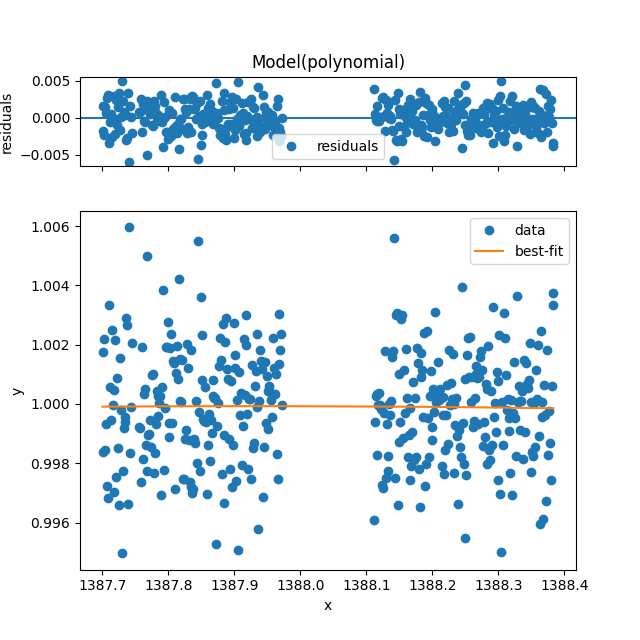 Model(polynomial)
residuals
0.005
0.000
−0.005
residuals
y
1.006
1.004
1.002
1.000
0.998
0.996
data
best-fit
1387.7 1387.8 1387.9 1388.0 1388.1 1388.2 1388.3 1388.4
x